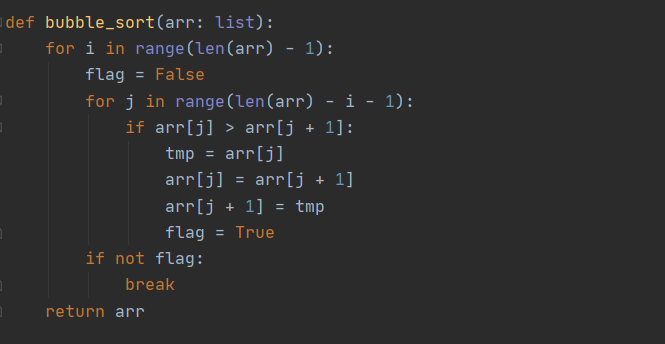 def bubble_sort(arr: list):
    for i in range(len(arr) - 1):
        flag = False
        for j in range(len(arr) - i - 1):
            if arr[j] > arr[j + 1]:
                tmp = arr[j]
                arr[j] = arr[j + 1]
                arr[j + 1] = tmp
                flag = True
        if not flag:
            break
    return arr